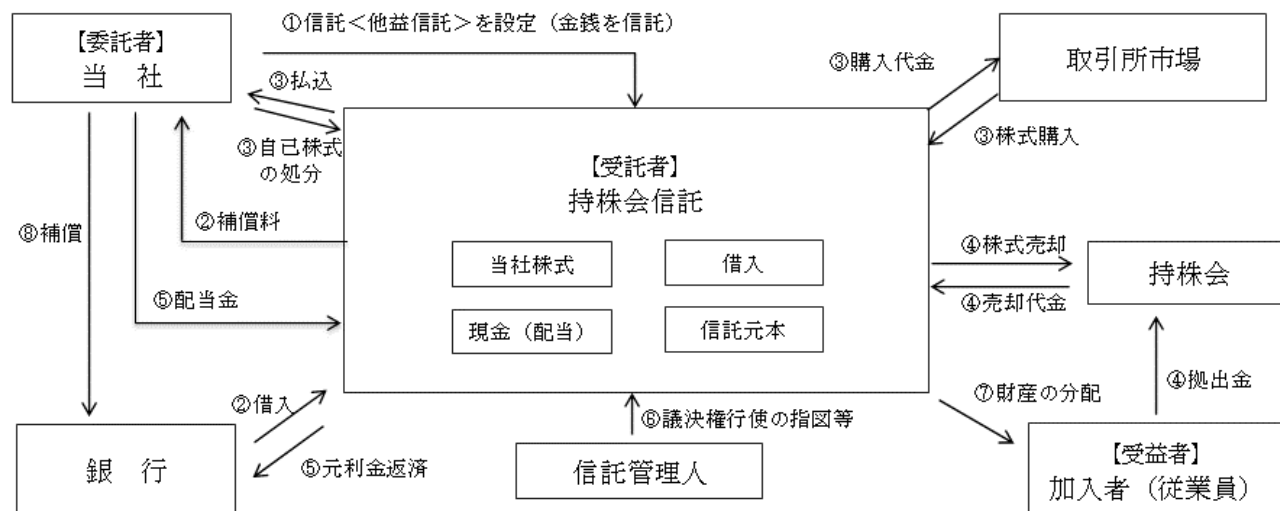 ①信託＜他益信託＞を設定（金銭を信託）
【委託者】
当　社
③払込
③自己株式
の処分
③購入代金
取引所市場
③株式購入
【受託者】
持株会信託
②補償料
⑧補償
当社株式
借入
④株式売却
持株会
④売却代金
⑤配当金
現金（配当）
信託元本
④拠出金
②借入
⑦財産の分配
⑥議決権行使の指図等
銀　行
⑤元利金返済
信託管理人
【受益者】
加入者（従業員）